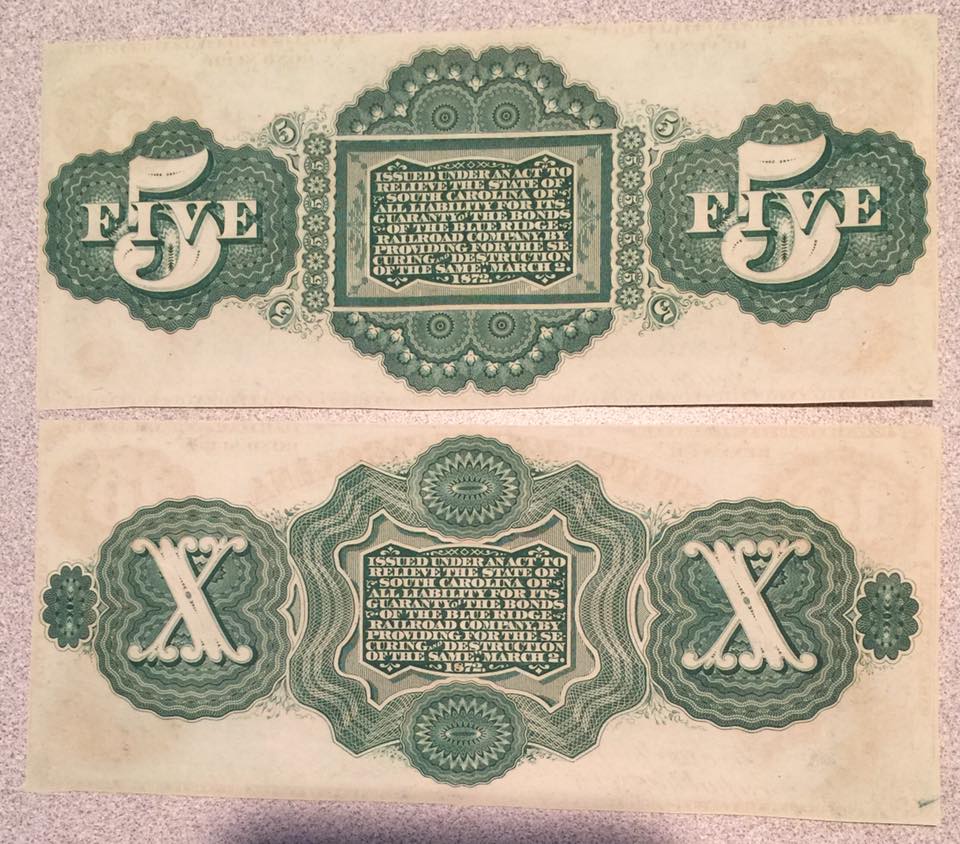 5
FIVE
5
5
ISSUED UNDER AN ACT TO
RELIEVE THE STATE OF
SOUTH CAROLINA OF
ALL LIABILITY FOR ITS
GUARANTY OF THE BONDS
OF THE BLUE RIDGE
RAILROAD COMPANY, BY
PROVIDING FOR THE SE
CURING AND DESTRUCTION
OF THE SAME, MARCH 2,
1872.
5
5
5
FIVE
X
ISSUED UNDER AN ACT TO
RELIEVE THE STATE OF
SOUTH CAROLINA OF
ALL LIABILITY FOR ITS
GUARANTY OF THE BONDS
OF THE BLUE RIDGE
RAILROAD COMPANY, BY
PROVIDING FOR THE SE
CURING AND DESTRUCTION
OF THE SAME, MARCH 2,
1872.
X